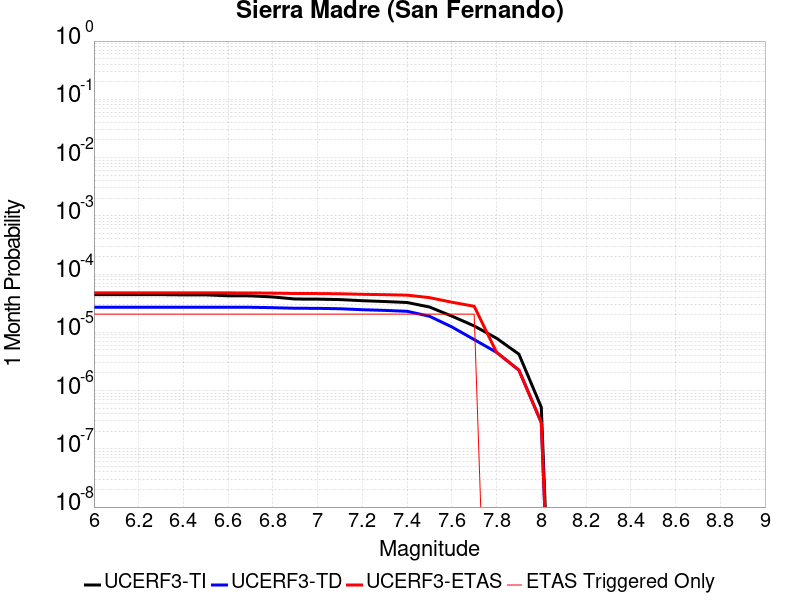 Sierra Madre (San Fernando)
10^0
10^-1
10^-2
10^-3
10^-4
10^-5
10^-6
10^-7
10^-8
1 Month Probability
6 6.2 6.4 6.6 6.8 7 7.2 7.4 7.6 7.8 8 8.2 8.4 8.6 8.8 9
Magnitude
UCERF3-TI UCERF3-TD UCERF3-ETAS ETAS Triggered Only